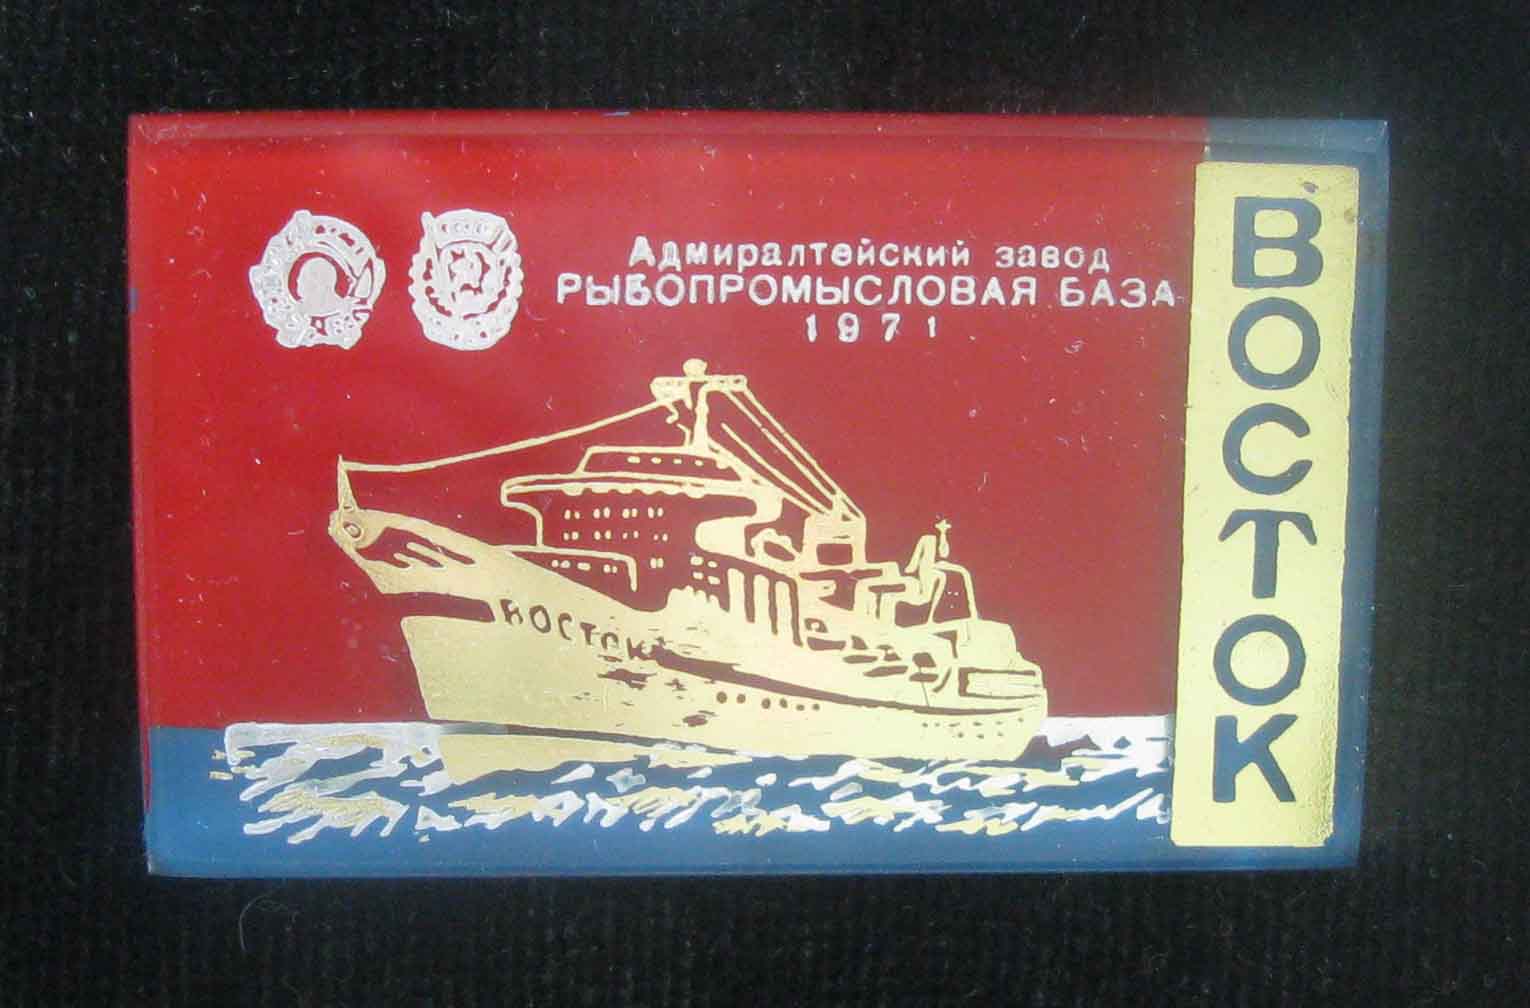 Адмиралтейский завод
РЫБОПРОМЫСЛОВАЯ БАЗА
1971
ВОСТОК
ВОСТОК